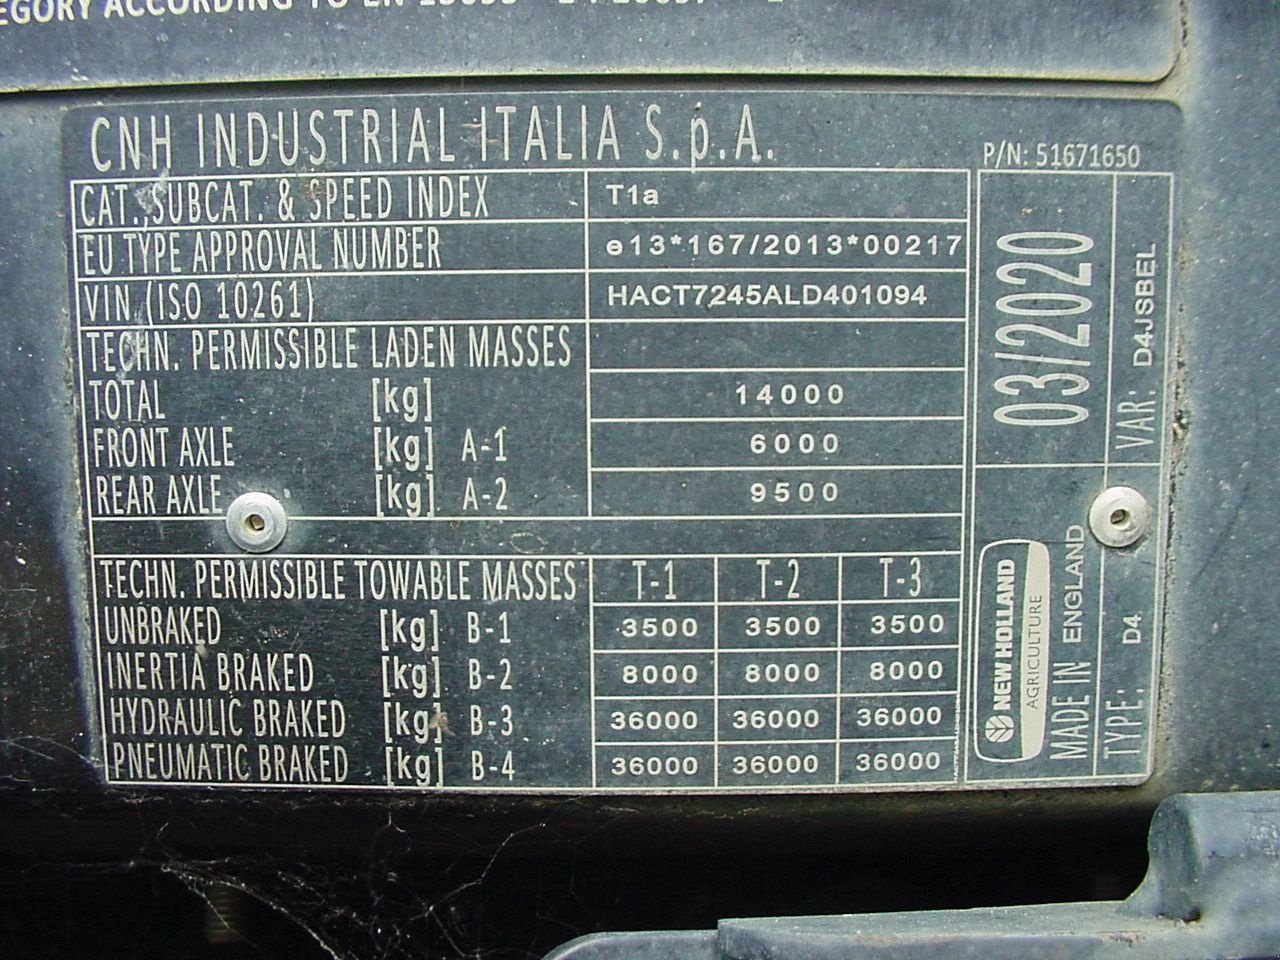 EGORY ACCORDING TO EN
CNH INDUSTRIAL ITALIA S.p.A.
P/N: 51671650
CAT.,SUBCAT. & SPEED INDEX T1a
EU TYPE APPROVAL NUMBER e13*167/2013*00217
VIN (ISO 10261) HACT7245ALD401094
TECHN. PERMISSIBLE LADEN MASSES
TOTAL [kg] 14000
FRONT AXLE [kg] A-1 6000
REAR AXLE [kg] A-2 9500
TECHN. PERMISSIBLE TOWABLE MASSES T-1 T-2 T-3
UNBRAKED [kg] B-1 3500 3500 3500
INERTIA BRAKED [kg] B-2 8000 8000 8000
HYDRAULIC BRAKED [kg] B-3 36000 36000 36000
PNEUMATIC BRAKED [kg] B-4 36000 36000 36000
03/2020
NEW HOLLAND
AGRICULTURE
MADE IN ENGLAND
TYPE: D4
VAR: D4JSBEL